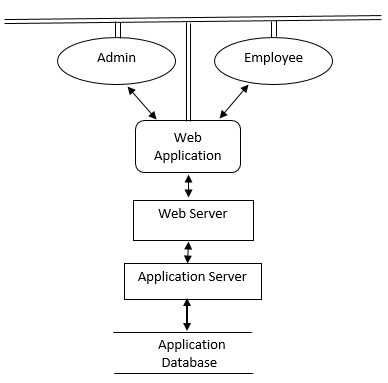 Admin
Employee
Web
Application
Web Server
Application Server
Application
Database